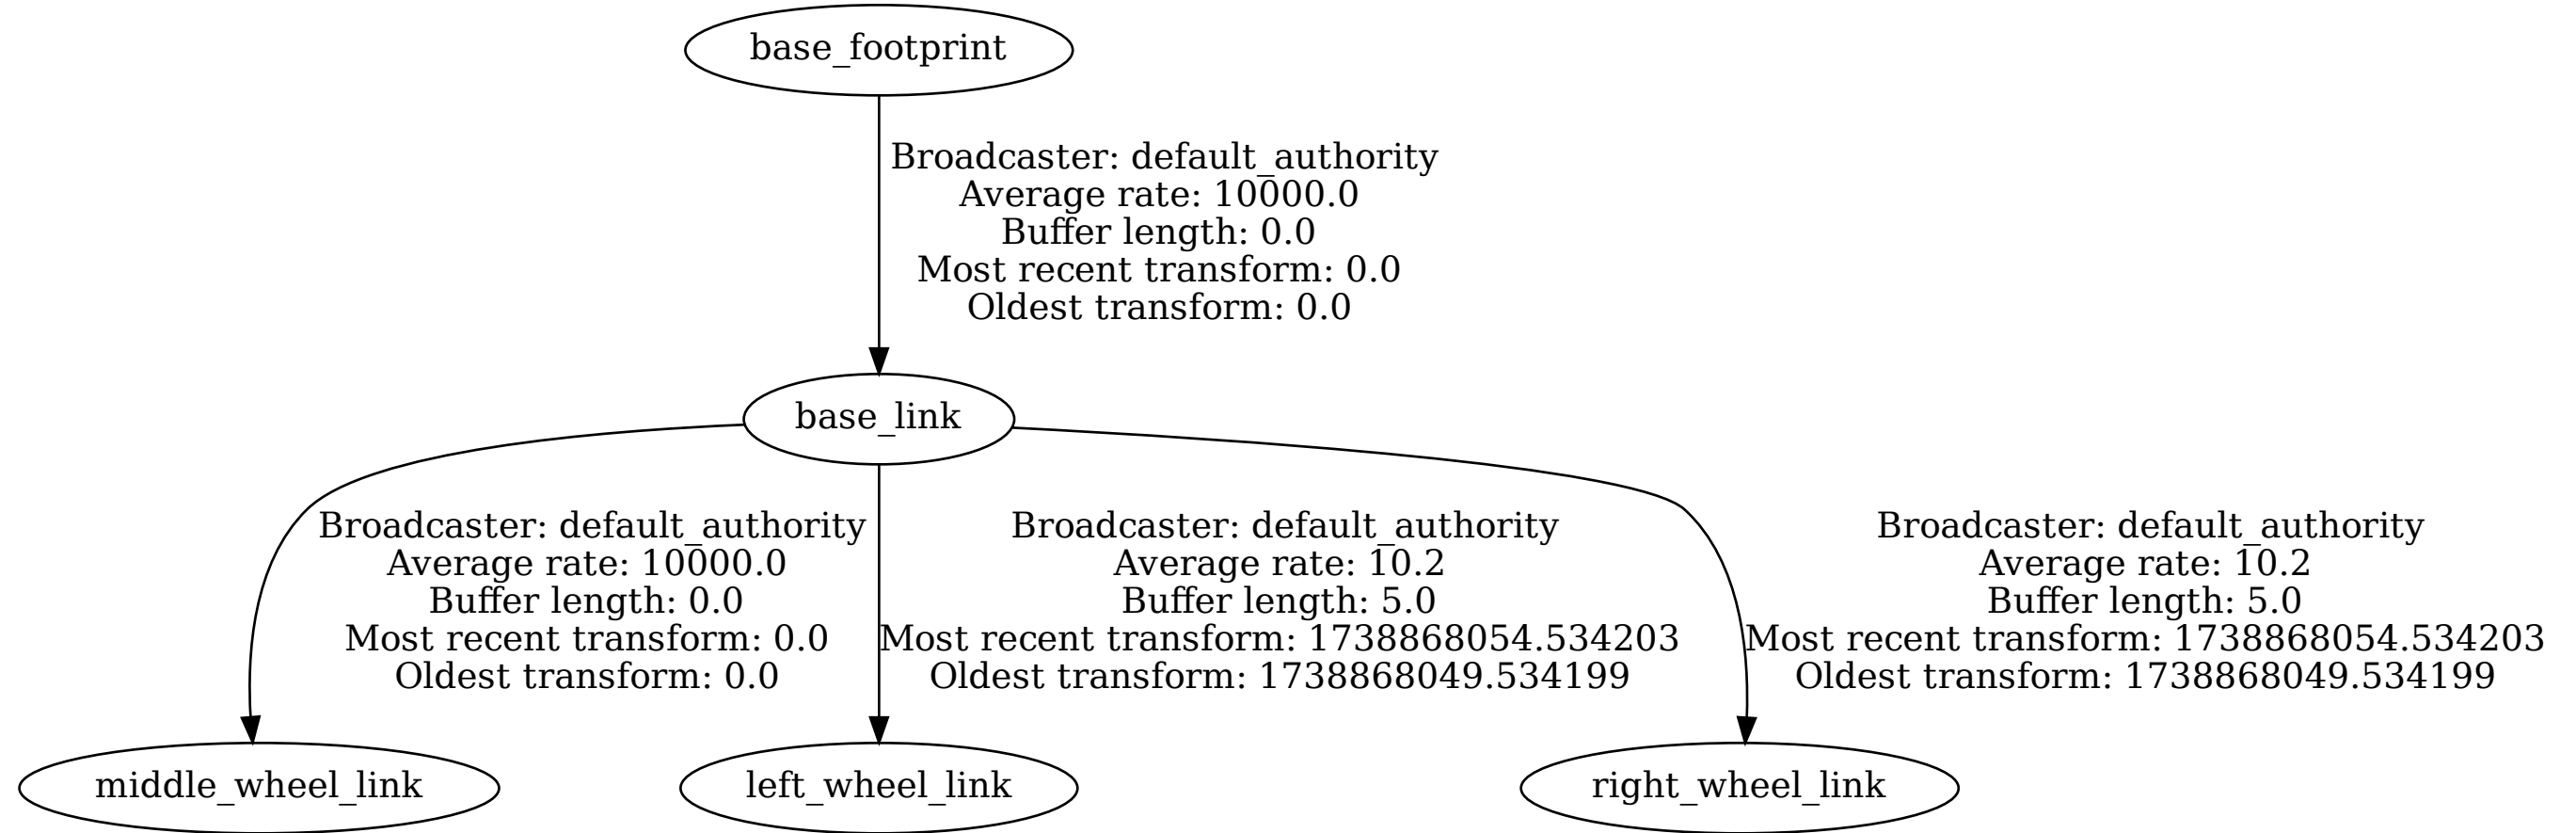 base_footprint
Broadcaster: default_authority
Average rate: 10000.0
Buffer length: 0.0
Most recent transform: 0.0
Oldest transform: 0.0
base_link
Broadcaster: default_authority
Average rate: 10000.0
Buffer length: 0.0
Most recent transform: 0.0
Oldest transform: 0.0
Broadcaster: default_authority
Average rate: 10.2
Buffer length: 5.0
Most recent transform: 1738868054.534203
Oldest transform: 1738868049.534199
Broadcaster: default_authority
Average rate: 10.2
Buffer length: 5.0
Most recent transform: 1738868054.534203
Oldest transform: 1738868049.534199
middle_wheel_link
left_wheel_link
right_wheel_link